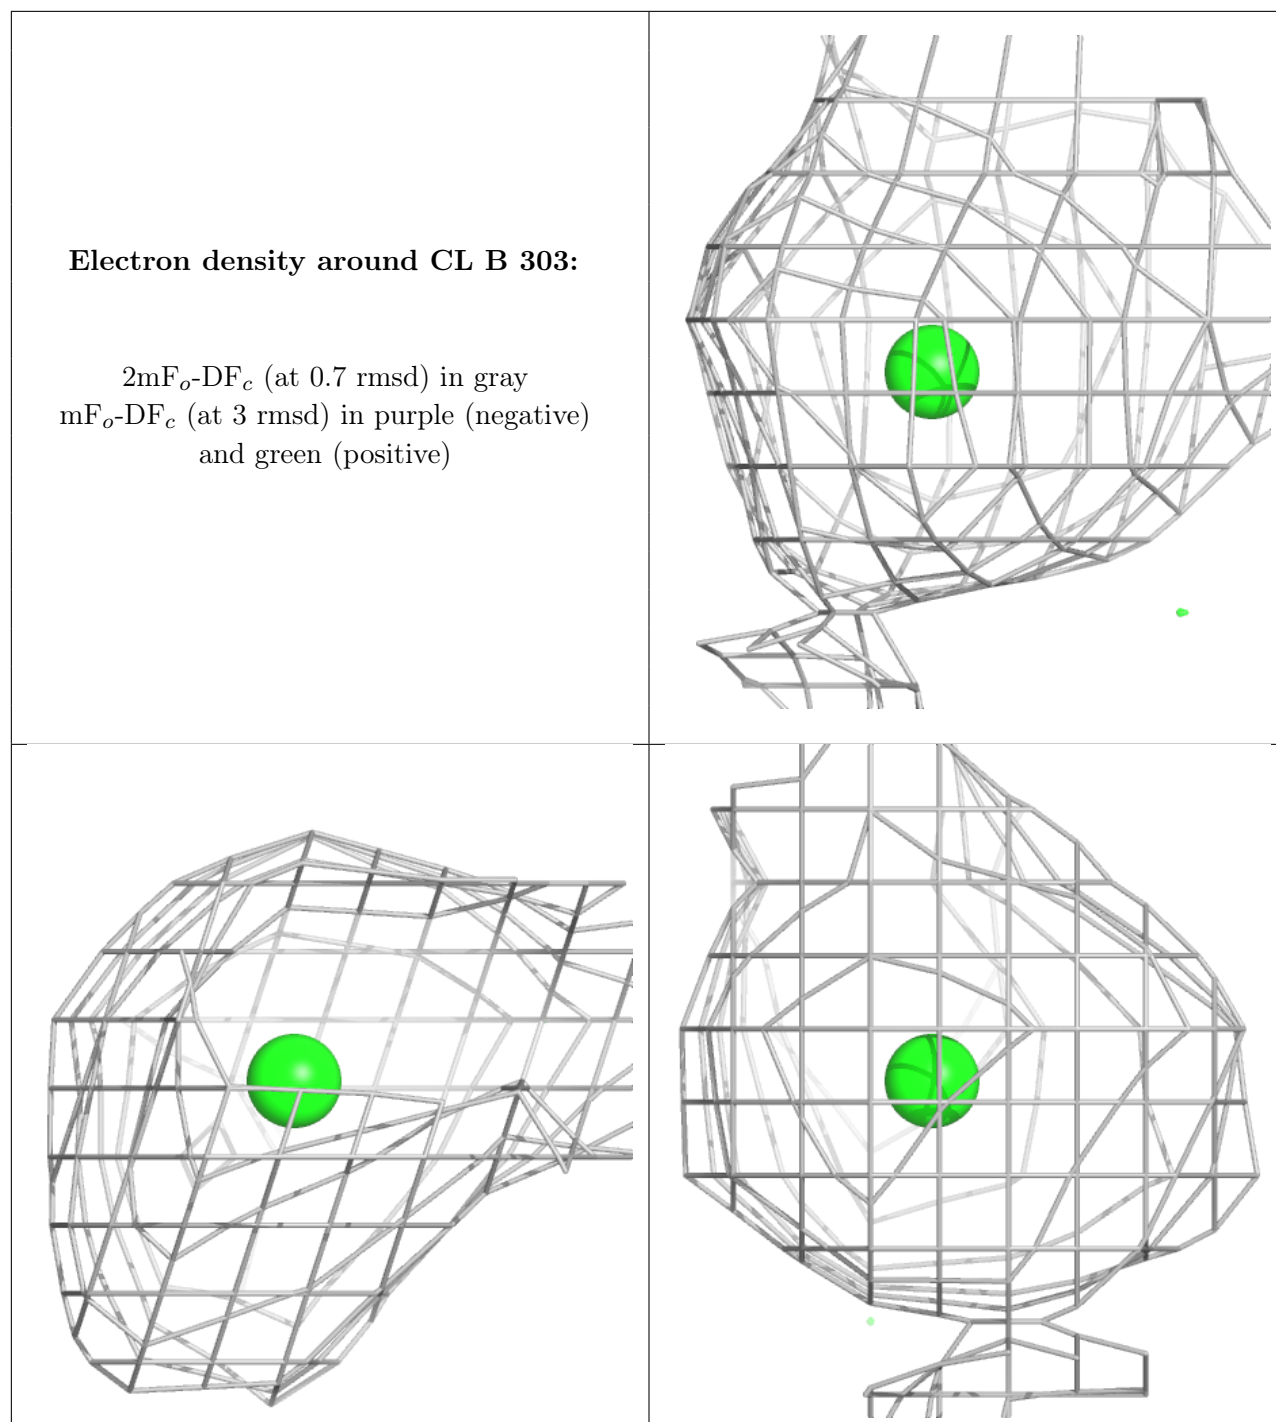 Electron density around CL B 303:
2mFo-DFc (at 0.7 rmsd) in gray
mFo-DFc (at 3 rmsd) in purple (negative)
and green (positive)